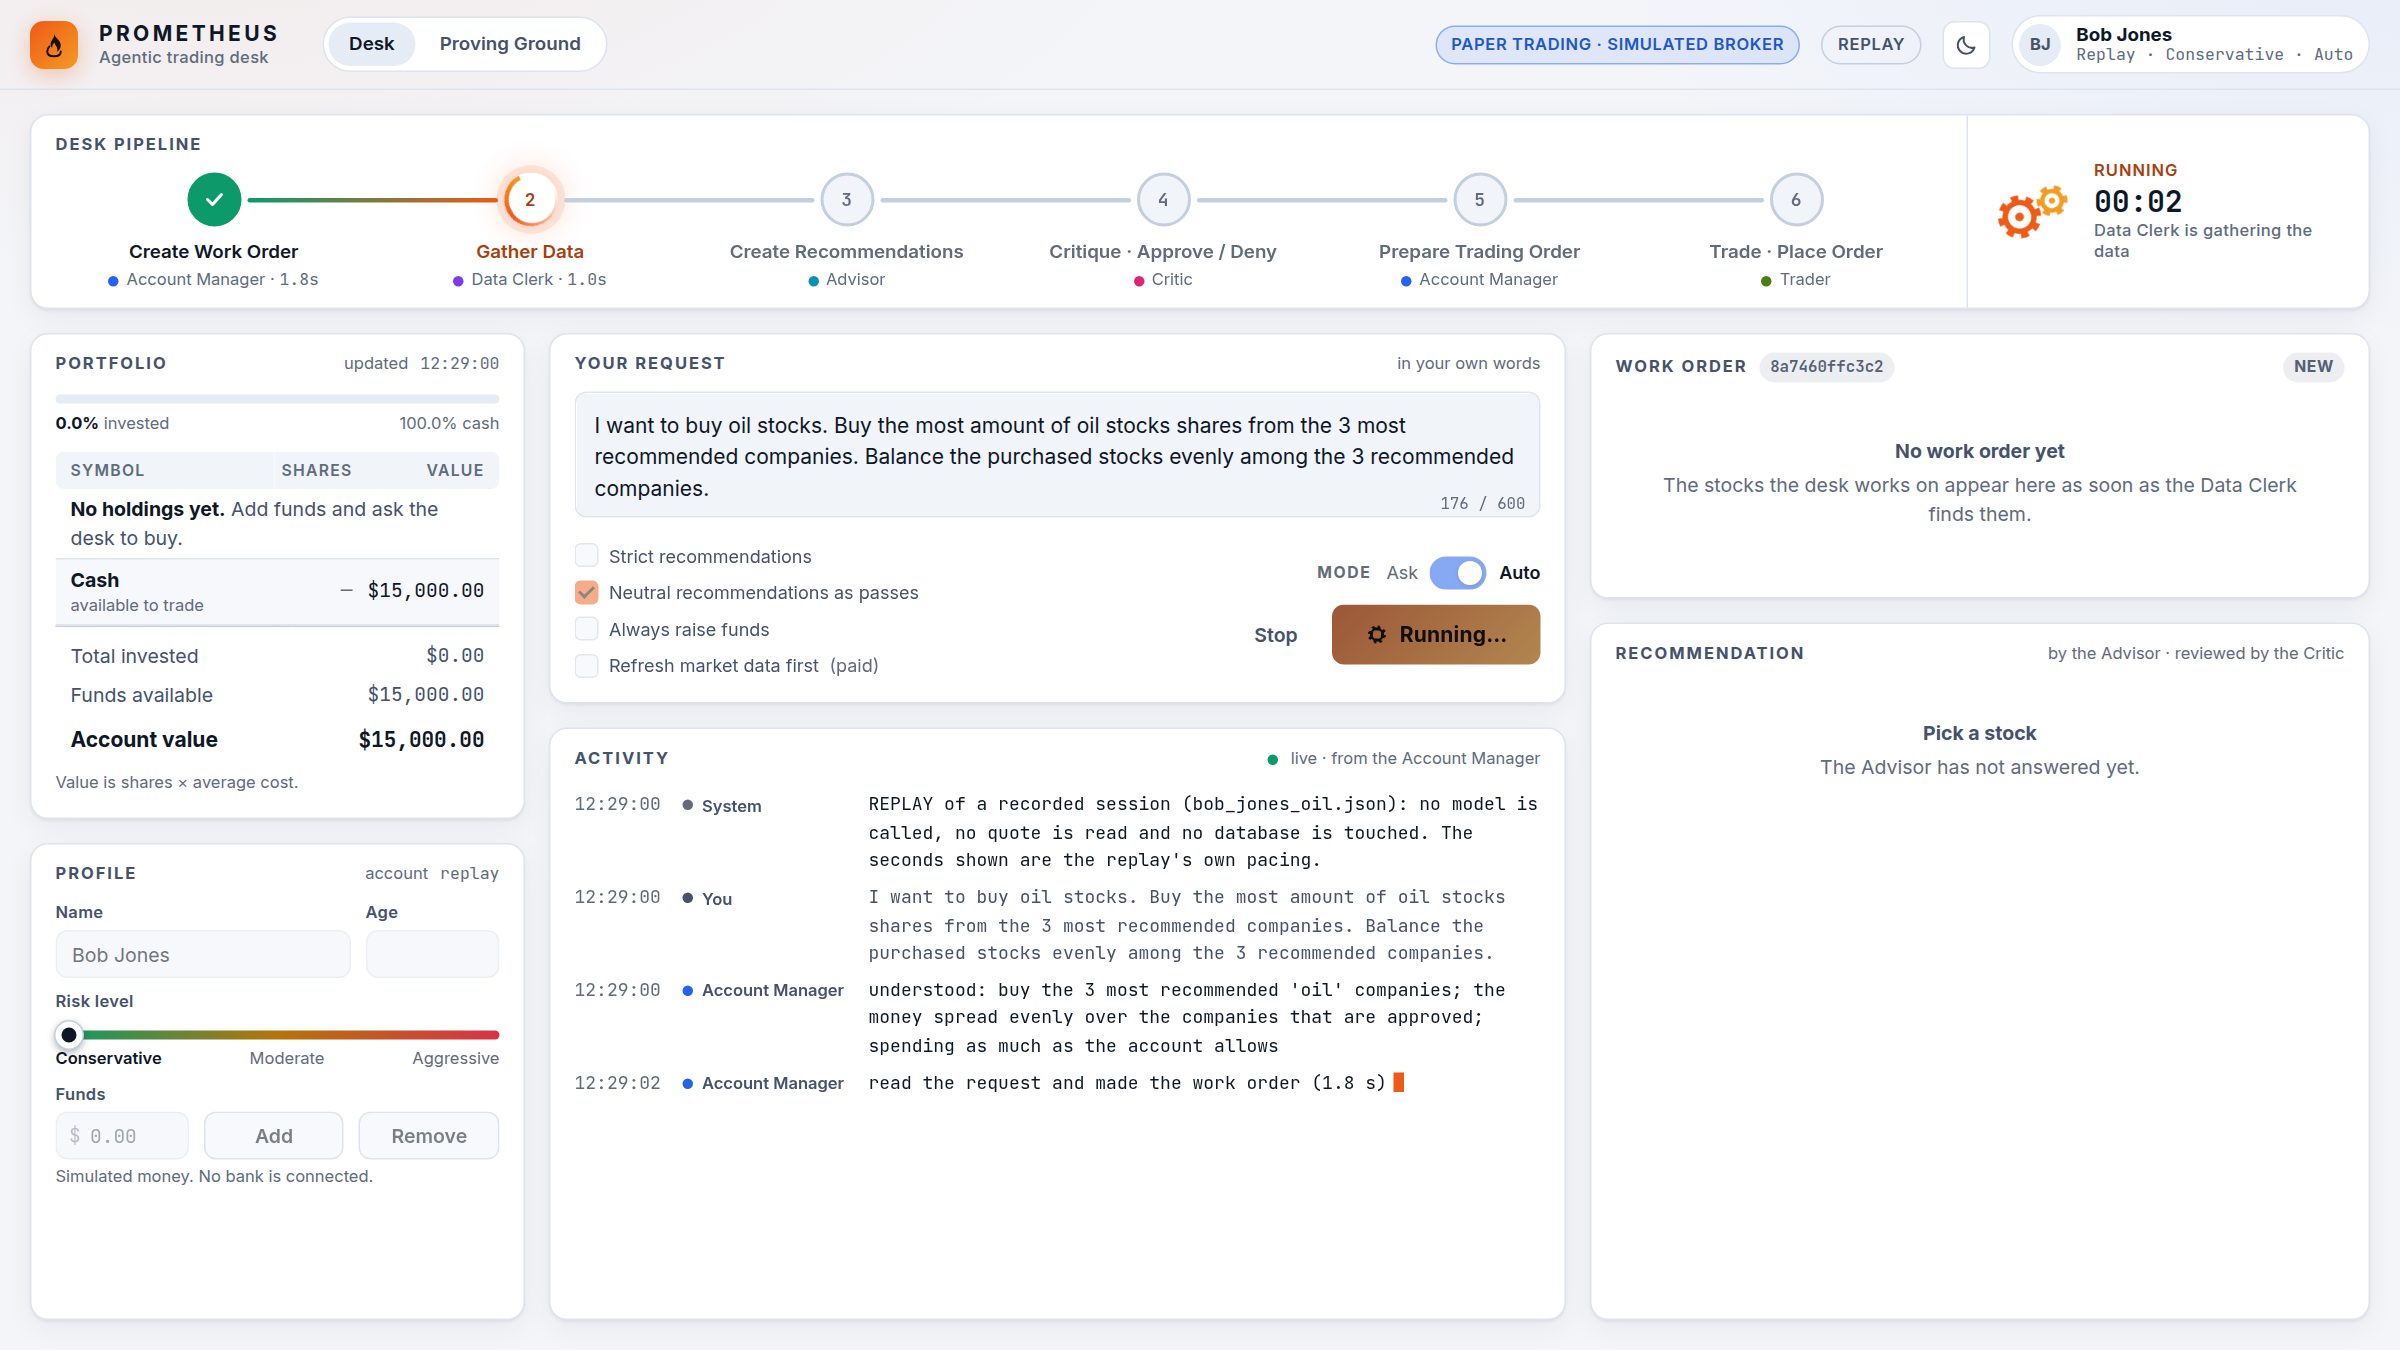 PROMETHEUS
Agentic trading desk
Desk
Proving Ground
PAPER TRADING · SIMULATED BROKER
REPLAY
BJ
Bob Jones
Replay · Conservative · Auto
DESK PIPELINE
2
3
4
5
6
Create Work Order
Gather Data
Create Recommendations
Critique · Approve / Deny
Prepare Trading Order
Trade · Place Order
Account Manager · 1.8s
Data Clerk · 1.0s
Advisor
Critic
Account Manager
Trader
RUNNING
00:02
Data Clerk is gathering the
data
PORTFOLIO
updated 12:29:00
0.0% invested
100.0% cash
SYMBOL SHARES VALUE
No holdings yet. Add funds and ask the
desk to buy.
Cash
available to trade
– $15,000.00
Total invested $0.00
Funds available $15,000.00
Account value $15,000.00
Value is shares × average cost.
PROFILE
account replay
Name
Age
Bob Jones
Risk level
Conservative Moderate Aggressive
Funds
$ 0.00
Add
Remove
Simulated money. No bank is connected.
YOUR REQUEST
in your own words
I want to buy oil stocks. Buy the most amount of oil stocks shares from the 3 most
recommended companies. Balance the purchased stocks evenly among the 3 recommended
companies.
176 / 600
Strict recommendations
Neutral recommendations as passes
Always raise funds
Refresh market data first (paid)
MODE Ask Auto
Stop
Running...
ACTIVITY
live · from the Account Manager
12:29:00 System REPLAY of a recorded session (bob_jones_oil.json): no model is
called, no quote is read and no database is touched. The
seconds shown are the replay's own pacing.
12:29:00 You I want to buy oil stocks. Buy the most amount of oil stocks
shares from the 3 most recommended companies. Balance the
purchased stocks evenly among the 3 recommended companies.
12:29:00 Account Manager understood: buy the 3 most recommended 'oil' companies; the
money spread evenly over the companies that are approved;
spending as much as the account allows
12:29:02 Account Manager read the request and made the work order (1.8 s)
WORK ORDER 8a7460ffc3c2
NEW
No work order yet
The stocks the desk works on appear here as soon as the Data Clerk
finds them.
RECOMMENDATION
by the Advisor · reviewed by the Critic
Pick a stock
The Advisor has not answered yet.